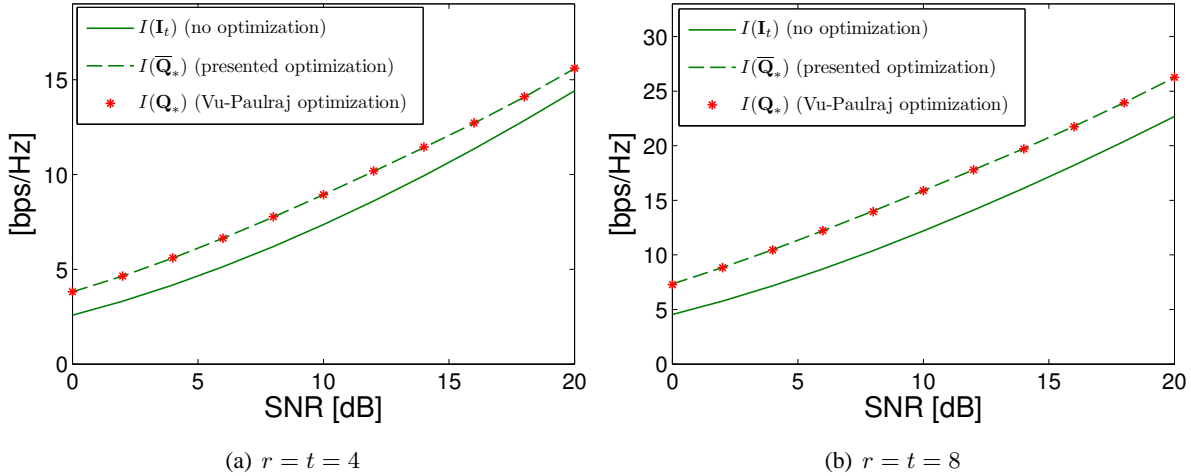 I(I_t) (no optimization)
I(Q̅_*) (presented optimization)
I(Q_*) (Vu-Paulraj optimization)
[bps/Hz]
15
10
5
0
0 5 10 15 20
SNR [dB]
(a) r = t = 4
I(I_t) (no optimization)
I(Q̅_*) (presented optimization)
I(Q_*) (Vu-Paulraj optimization)
[bps/Hz]
30
25
20
15
10
5
0
0 5 10 15 20
SNR [dB]
(b) r = t = 8